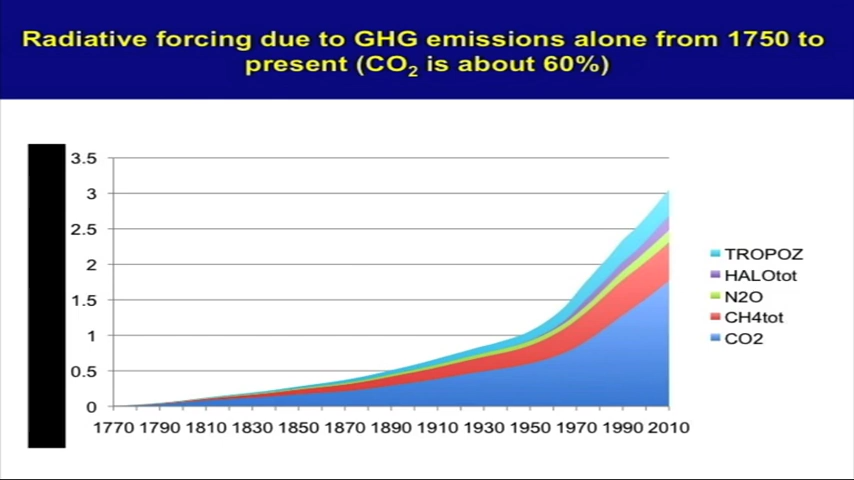 Radiative forcing due to GHG emissions alone from 1750 to
present (CO₂ is about 60%)
3.5
3
2.5
2
1.5
1
0.5
0
1770 1790 1810 1830 1850 1870 1890 1910 1930 1950 1970 1990 2010
TROPOZ
HALOtot
N2O
CH4tot
CO2